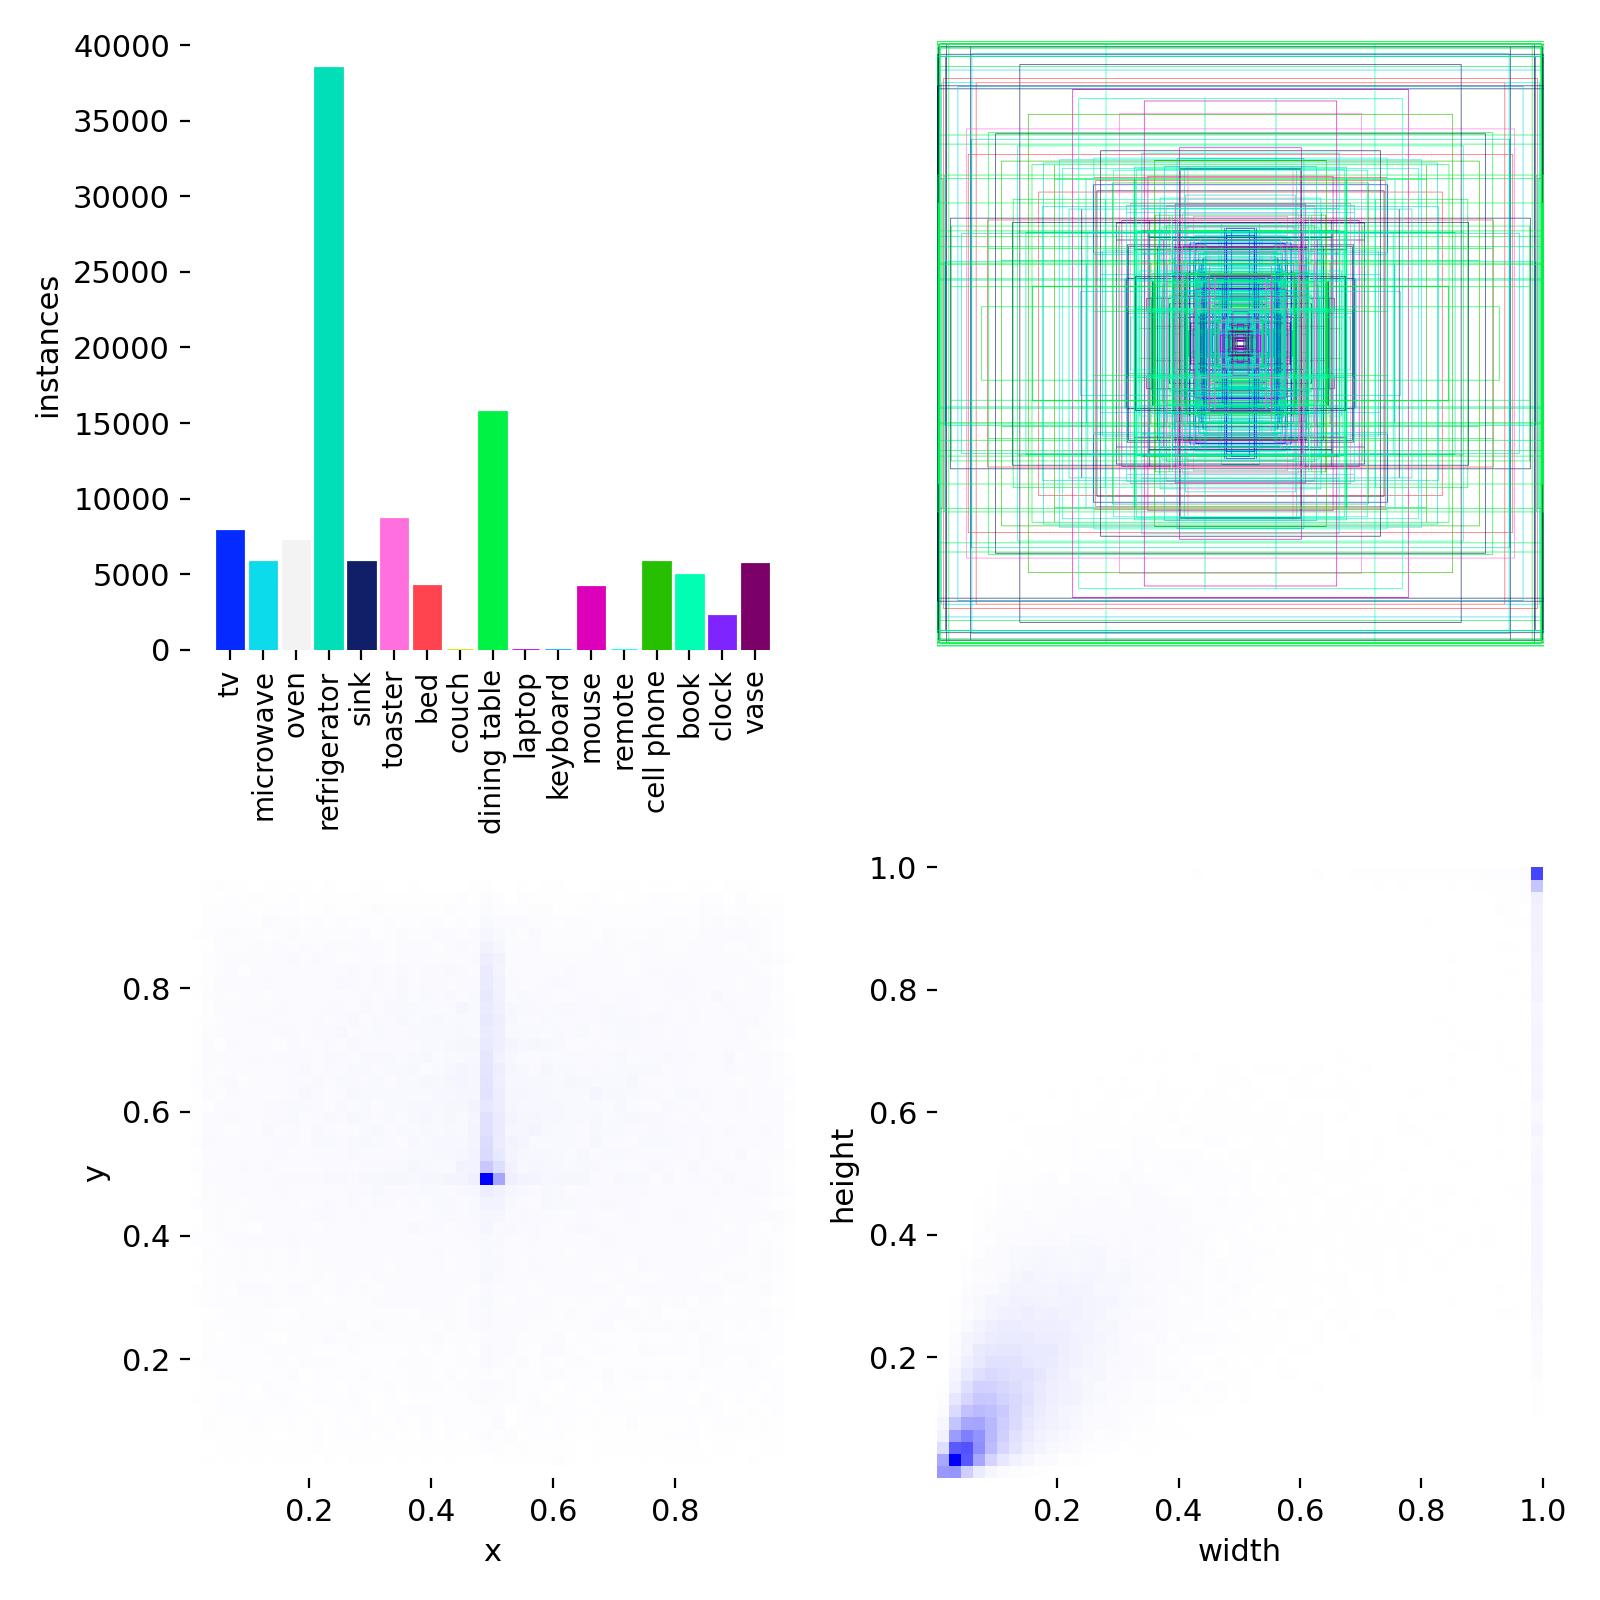 40000
35000
30000
25000
20000
15000
10000
5000
0
instances
tv
microwave
oven
refrigerator
sink
toaster
bed
couch
dining table
laptop
keyboard
mouse
remote
cell phone
book
clock
vase
0.8
0.6
0.4
0.2
y
0.2 0.4 0.6 0.8
x
1.0
0.8
0.6
0.4
0.2
height
0.2 0.4 0.6 0.8 1.0
width